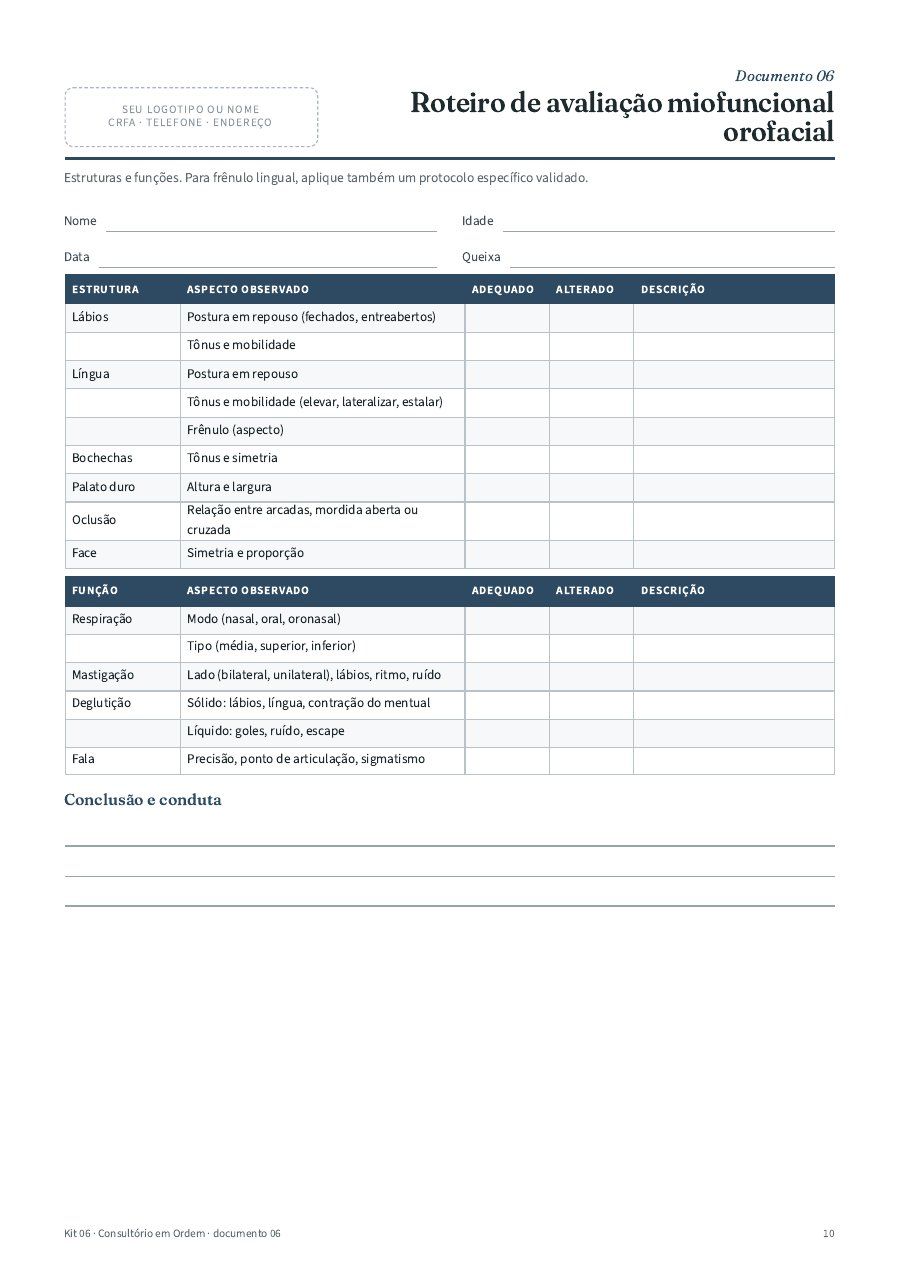 Documento 06
SEU LOGOTIPO OU NOME
CRFA · TELEFONE · ENDEREÇO
Roteiro de avaliação miofuncional
orofacial
Estruturas e funções. Para frênulo lingual, aplique também um protocolo específico validado.
Nome Idade
Data Queixa
ESTRUTURA ASPECTO OBSERVADO ADEQUADO ALTERADO DESCRIÇÃO
Lábios Postura em repouso (fechados, entreabertos)
Tônus e mobilidade
Língua Postura em repouso
Tônus e mobilidade (elevar, lateralizar, estalar)
Frênulo (aspecto)
Bochechas Tônus e simetria
Palato duro Altura e largura
Oclusão Relação entre arcadas, mordida aberta ou
cruzada
Face Simetria e proporção
FUNÇÃO ASPECTO OBSERVADO ADEQUADO ALTERADO DESCRIÇÃO
Respiração Modo (nasal, oral, oronasal)
Tipo (média, superior, inferior)
Mastigação Lado (bilateral, unilateral), lábios, ritmo, ruído
Deglutição Sólido: lábios, língua, contração do mentual
Líquido: goles, ruído, escape
Fala Precisão, ponto de articulação, sigmatismo
Conclusão e conduta
Kit 06 · Consultório em Ordem · documento 06 10